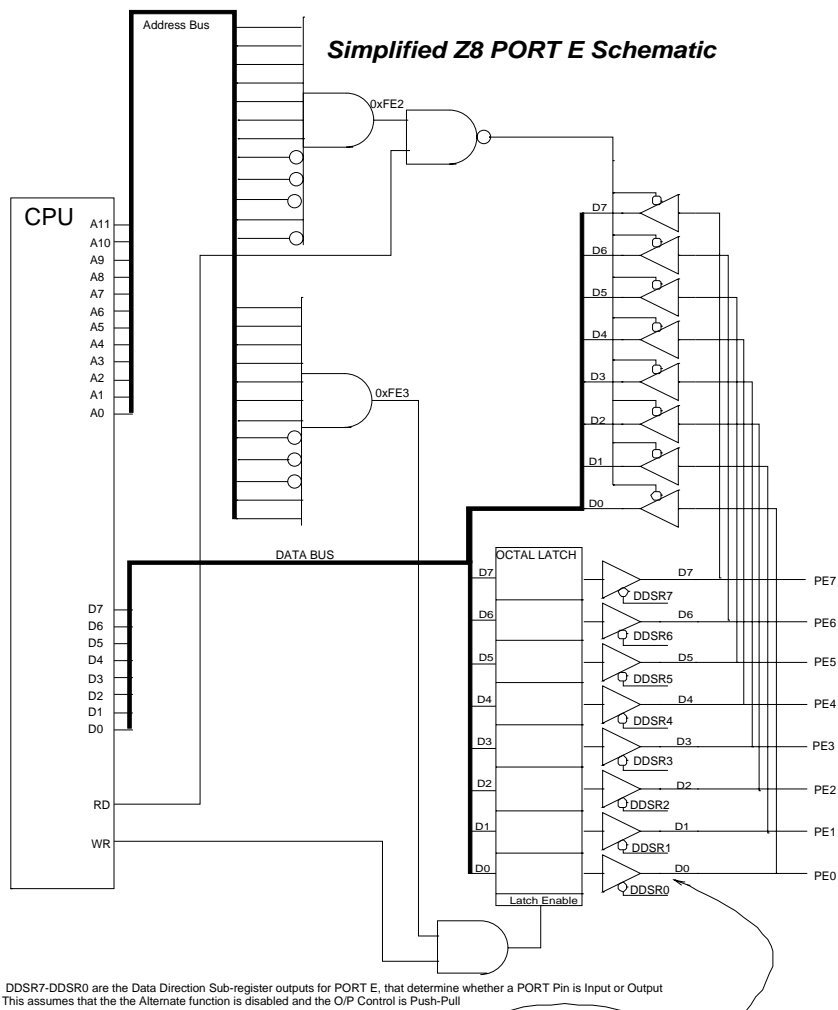 Address Bus
Simplified Z8 PORT E Schematic
0xFE2
CPU
A11
A10
A9
A8
A7
A6
A5
A4
A3
A2
A1
A0
D7
D6
D5
D4
D3
D2
D1
D0
0xFE3
DATA BUS
OCTAL LATCH
D7
D6
D5
D4
D3
D2
D1
D0
Latch Enable
D7
DDSR7
D6
DDSR6
D5
DDSR5
D4
DDSR4
D3
DDSR3
D2
DDSR2
D1
DDSR1
D0
DDSR0
PE7
PE6
PE5
PE4
PE3
PE2
PE1
PE0
D7
D6
D5
D4
D3
D2
D1
D0
RD
WR
DDSR7-DDSR0 are the Data Direction Sub-register outputs for PORT E, that determine whether a PORT Pin is Input or Output
This assumes that the the Alternate function is disabled and the O/P Control is Push-Pull